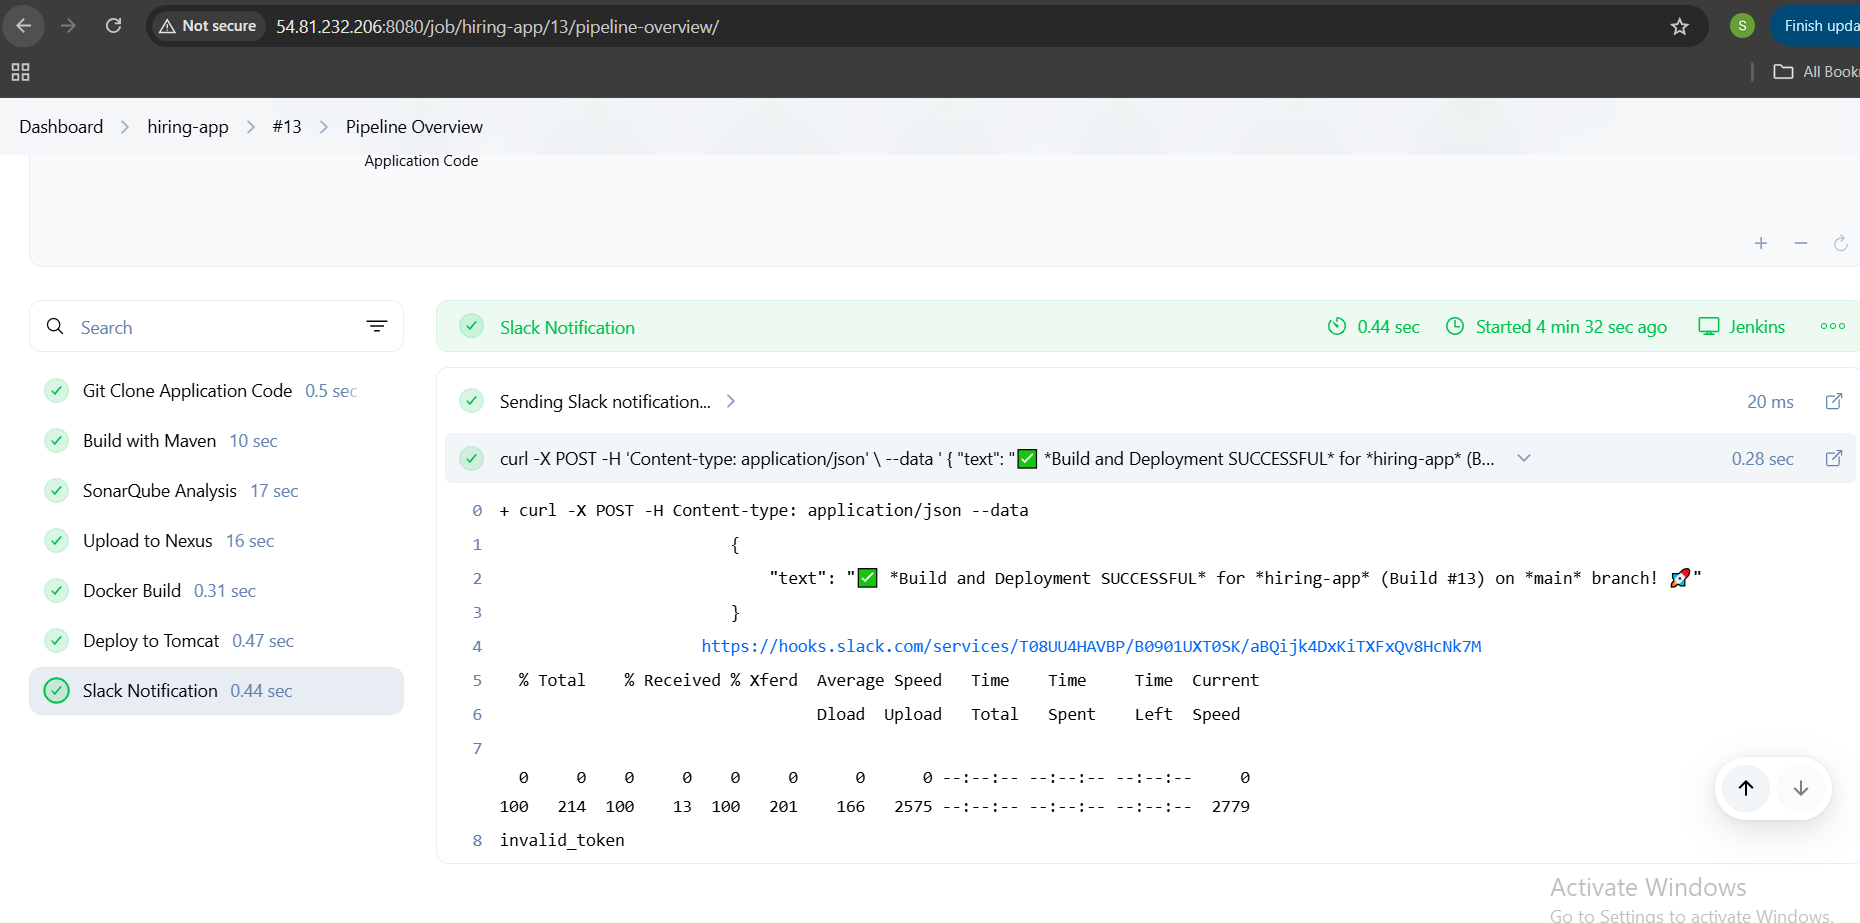 Not secure 54.81.232.206:8080/job/hiring-app/13/pipeline-overview/
S
Finish upda
All Book
Dashboard > hiring-app > #13 > Pipeline Overview
Application Code
Search
Git Clone Application Code 0.5 sec
Build with Maven 10 sec
SonarQube Analysis 17 sec
Upload to Nexus 16 sec
Docker Build 0.31 sec
Deploy to Tomcat 0.47 sec
Slack Notification 0.44 sec
Slack Notification 0.44 sec Started 4 min 32 sec ago Jenkins
Sending Slack notification... 20 ms
curl -X POST -H 'Content-type: application/json' \ --data ' { "text": "✅ *Build and Deployment SUCCESSFUL* for *hiring-app* (B... 0.28 sec
0 + curl -X POST -H Content-type: application/json --data
1 {
2 "text": "✅ *Build and Deployment SUCCESSFUL* for *hiring-app* (Build #13) on *main* branch! 🚀"
3 }
4 https://hooks.slack.com/services/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
5 % Total % Received % Xferd Average Speed Time Time Time Current
6 Dload Upload Total Spent Left Speed
7
0 0 0 0 0 0 0 0 --:--:-- --:--:-- --:--:-- 0
100 214 100 13 100 201 166 2575 --:--:-- --:--:-- --:--:-- 2779
8 invalid_token
Activate Windows
Go to Settings to activate Windows.